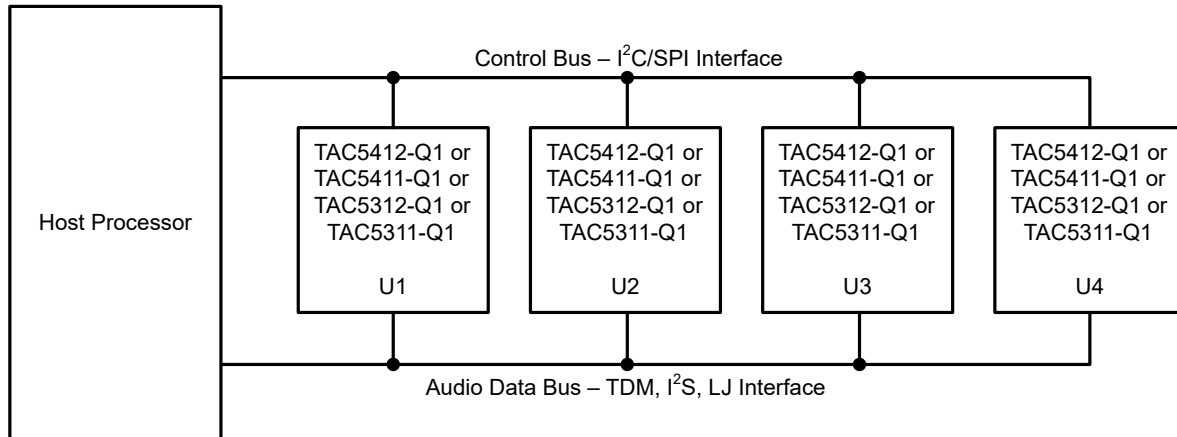 Control Bus – I²C/SPI Interface
Host Processor
TAC5412-Q1 or
TAC5411-Q1 or
TAC5312-Q1 or
TAC5311-Q1
U1
TAC5412-Q1 or
TAC5411-Q1 or
TAC5312-Q1 or
TAC5311-Q1
U2
TAC5412-Q1 or
TAC5411-Q1 or
TAC5312-Q1 or
TAC5311-Q1
U3
TAC5412-Q1 or
TAC5411-Q1 or
TAC5312-Q1 or
TAC5311-Q1
U4
Audio Data Bus – TDM, I²S, LJ Interface